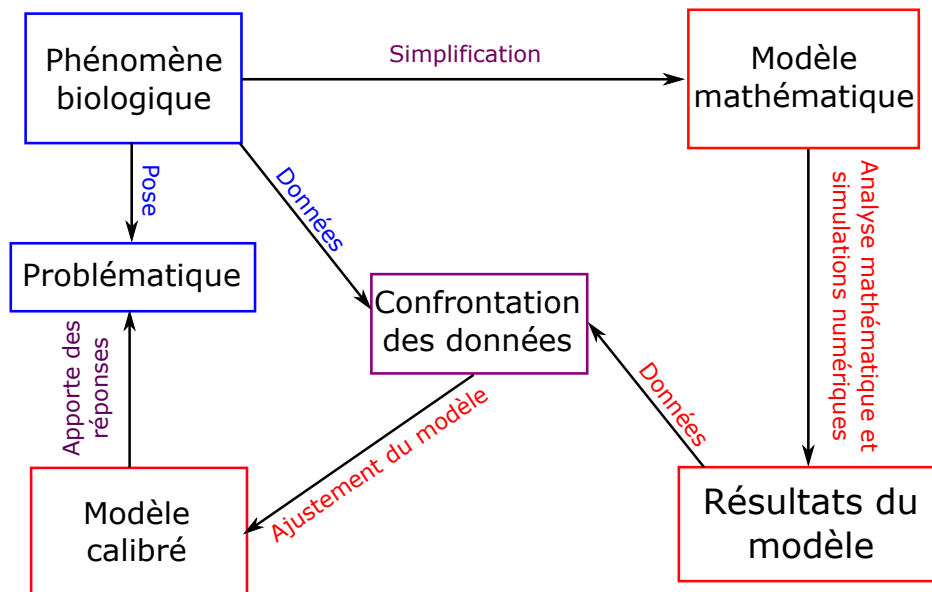 Phénomène
biologique
Simplification
Modèle
mathématique
Pose
Données
Analyse mathématique et
simulations numériques
Problématique
Confrontation
des données
Apporte des
réponses
Ajustement du modèle
Données
Modèle
calibré
Résultats du
modèle